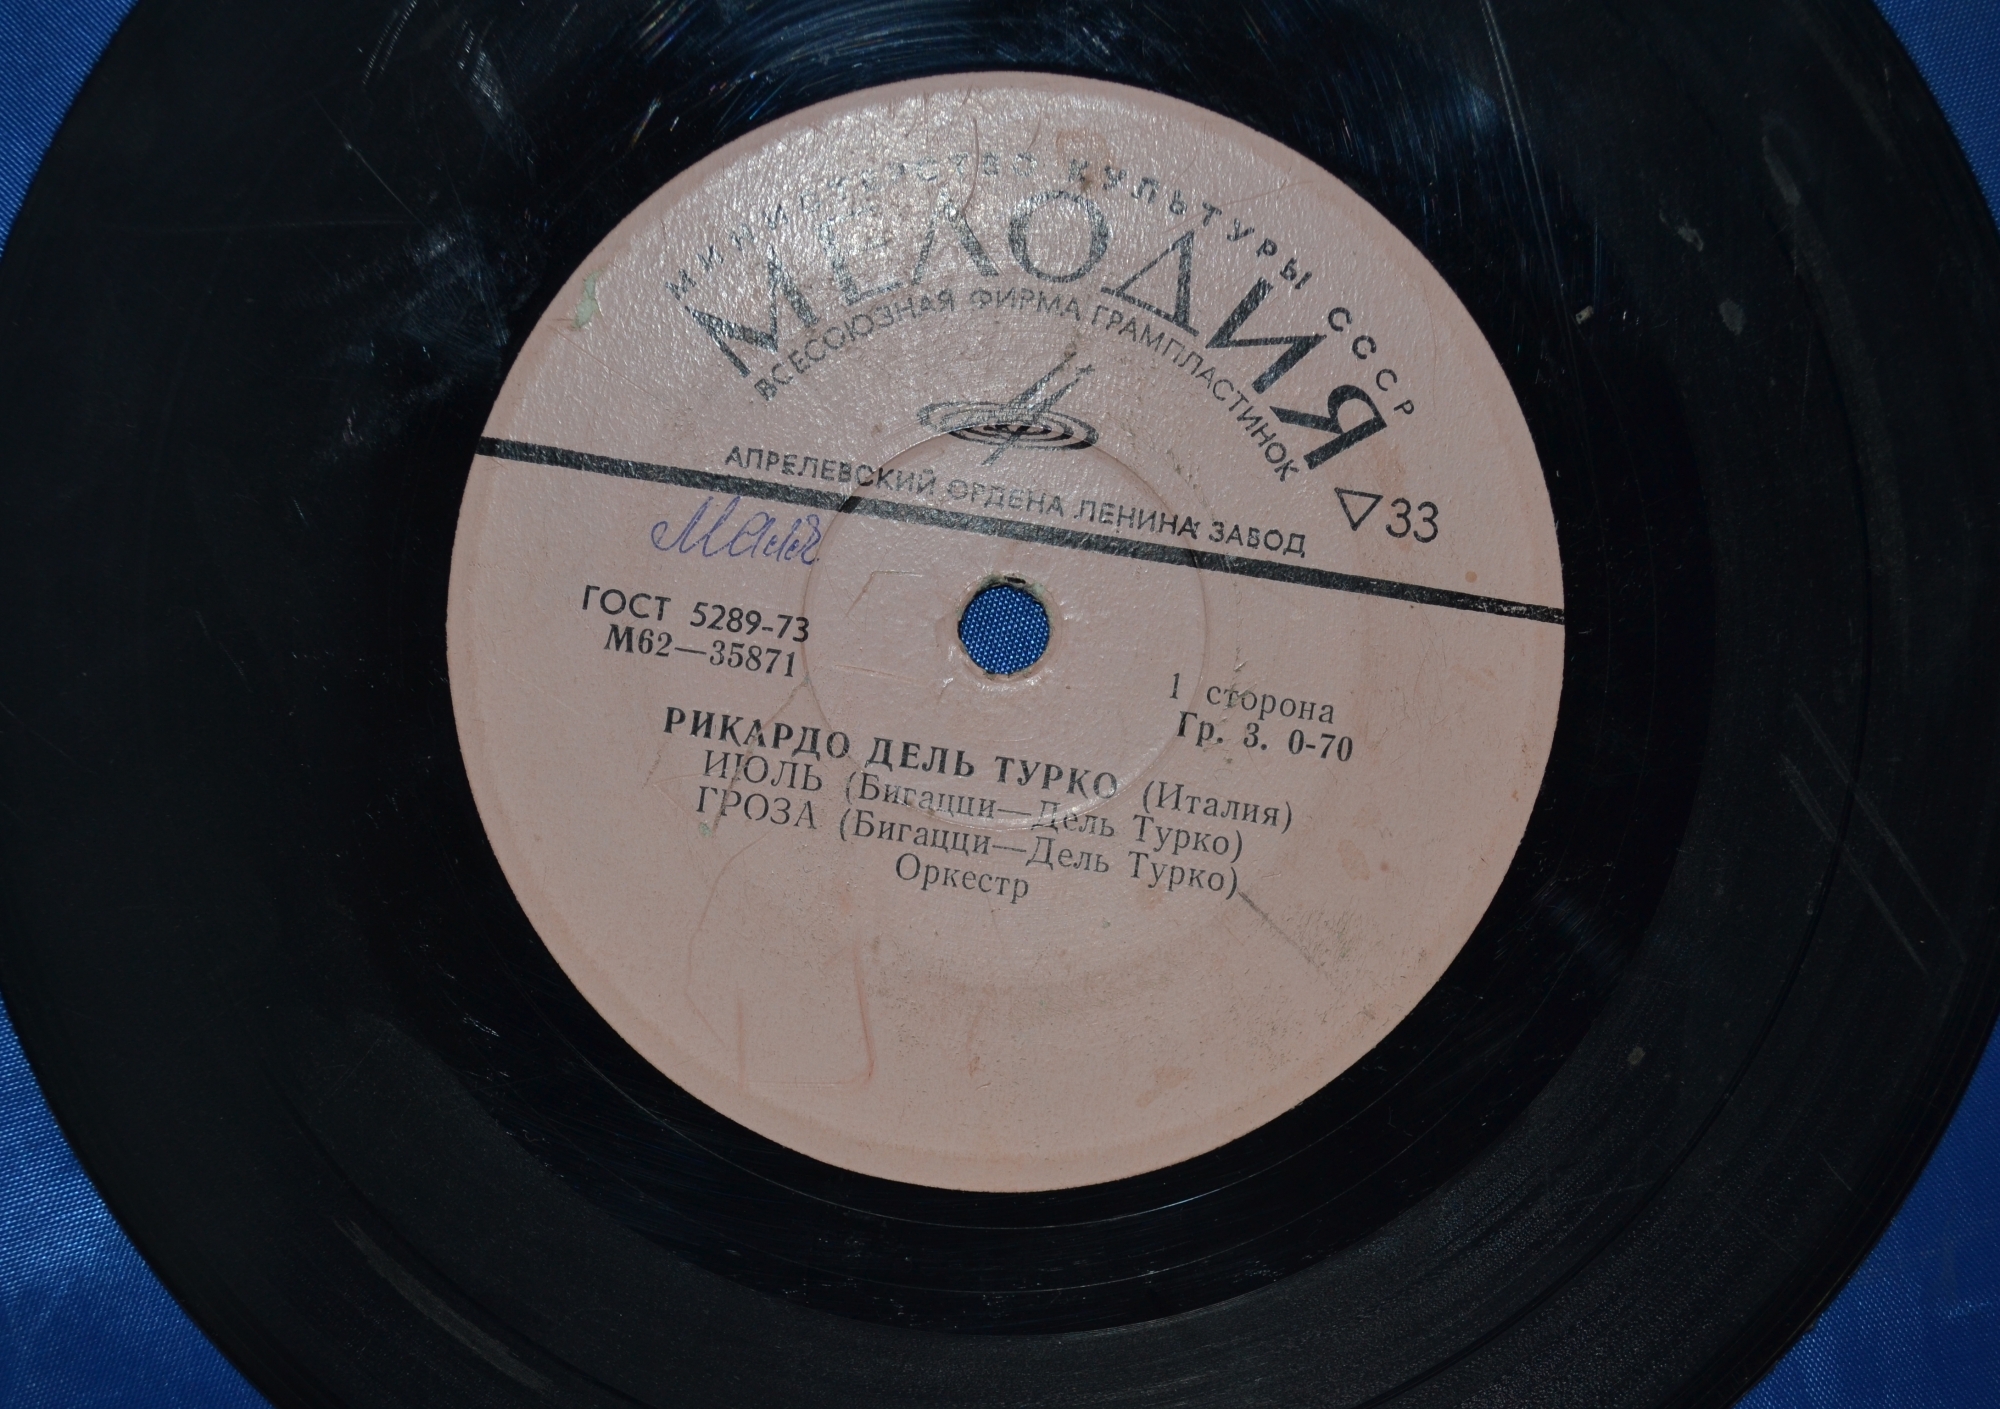 МИНИСТЕРСТВО КУЛЬТУРЫ СССР
МЕЛОДИЯ
ВСЕСОЮЗНАЯ ФИРМА ГРАМПЛАСТИНОК
АПРЕЛЕВСКИЙ ОРДЕНА ЛЕНИНА ЗАВОД
33
ГОСТ 5289-73
М62—35871
1 сторона
Гр. 3. 0-70
РИКАРДО ДЕЛЬ ТУРКО (Италия)
ИЮЛЬ (Бигацци—Дель Турко)
ГРОЗА (Бигацци—Дель Турко)
Оркестр